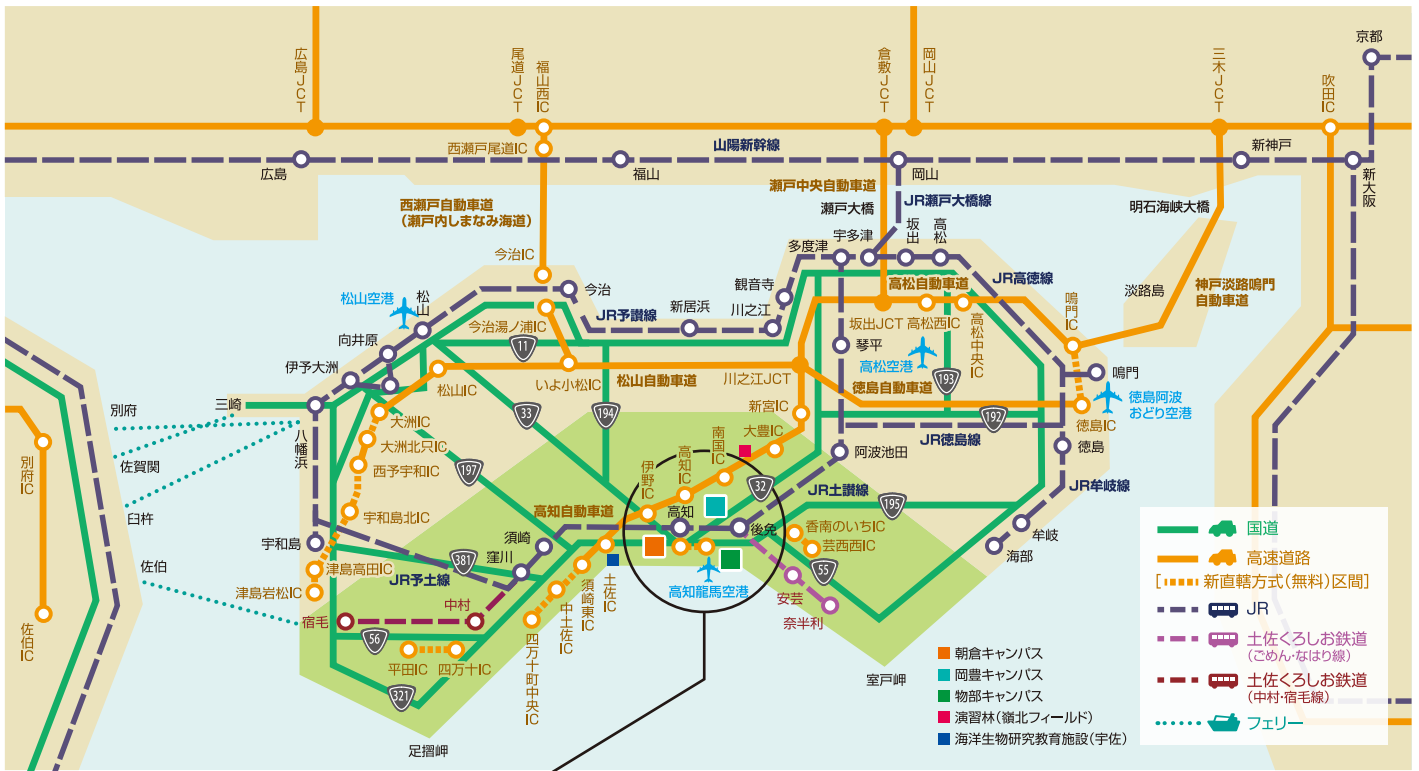 京都
広島JCT
尾道JCT
福山西IC
倉敷JCT
岡山JCT
三木JCT
吹田IC
西瀬戸尾道IC
山陽新幹線
広島
福山
岡山
新神戸
新大阪
西瀬戸自動車道
(瀬戸内しまなみ海道)
瀬戸中央自動車道
瀬戸大橋
JR瀬戸大橋線
明石海峡大橋
今治IC
多度津
宇多津
坂出
高松
JR高徳線
松山空港
松山
今治
観音寺
高松自動車道
鳴門IC
淡路島
神戸淡路鳴門
自動車道
向井原
今治湯ノ浦IC
JR予讃線
新居浜
川之江
坂出JCT
高松西IC
高松中央IC
11
琴平
高松空港
伊予大洲
松山IC
いよ小松IC
松山自動車道
川之江JCT
徳島自動車道
193
鳴門
徳島阿波
おどり空港
三崎
別府
大洲IC
33
194
新宮IC
192
徳島IC
八幡浜
大洲北只IC
大豊IC
JR徳島線
徳島
佐賀関
西予宇和IC
197
伊野IC
高知IC
南国IC
阿波池田
別府IC
JR牟岐線
臼杵
宇和島北IC
高知自動車道
32
JR土讃線
195
高知
後免
香南のいちIC
牟岐
宇和島
須崎
芸西西IC
海部
佐伯
津島高田IC
381
窪川
JR予土線
高知龍馬空港
55
津島岩松IC
土佐IC
安芸
宿毛
中村
須崎東IC
奈半利
佐伯IC
56
中土佐IC
平田IC
四万十IC
四万十町中央IC
321
室戸岬
足摺岬
国道
高速道路
[新直轄方式(無料)区間]
JR
土佐くろしお鉄道
(ごめん・なはり線)
土佐くろしお鉄道
(中村・宿毛線)
フェリー
朝倉キャンパス
岡豊キャンパス
物部キャンパス
演習林(嶺北フィールド)
海洋生物研究教育施設(宇佐)